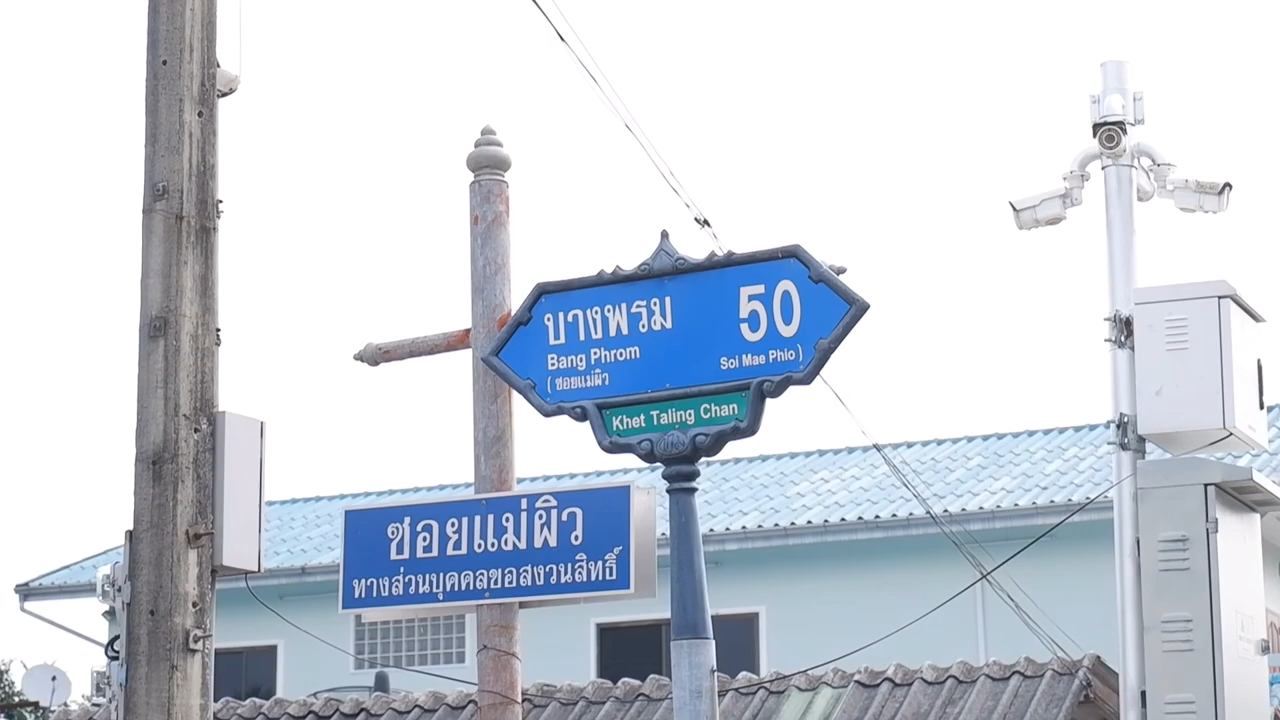 บางพรม 50
Bang Phrom
( ซอยแม่ผิว Soi Mae Phio )
Khet Taling Chan
ซอยแม่ผิว
ทางส่วนบุคคลขอสงวนสิทธิ์